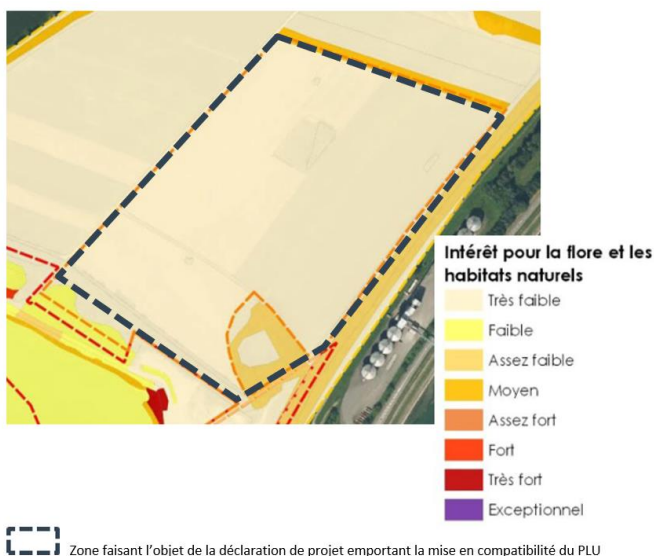 Intérêt pour la flore et les
habitats naturels
Très faible
Faible
Assez faible
Moyen
Assez fort
Fort
Très fort
Exceptionnel
Zone faisant l'objet de la déclaration de projet emportant la mise en compatibilité du PLU